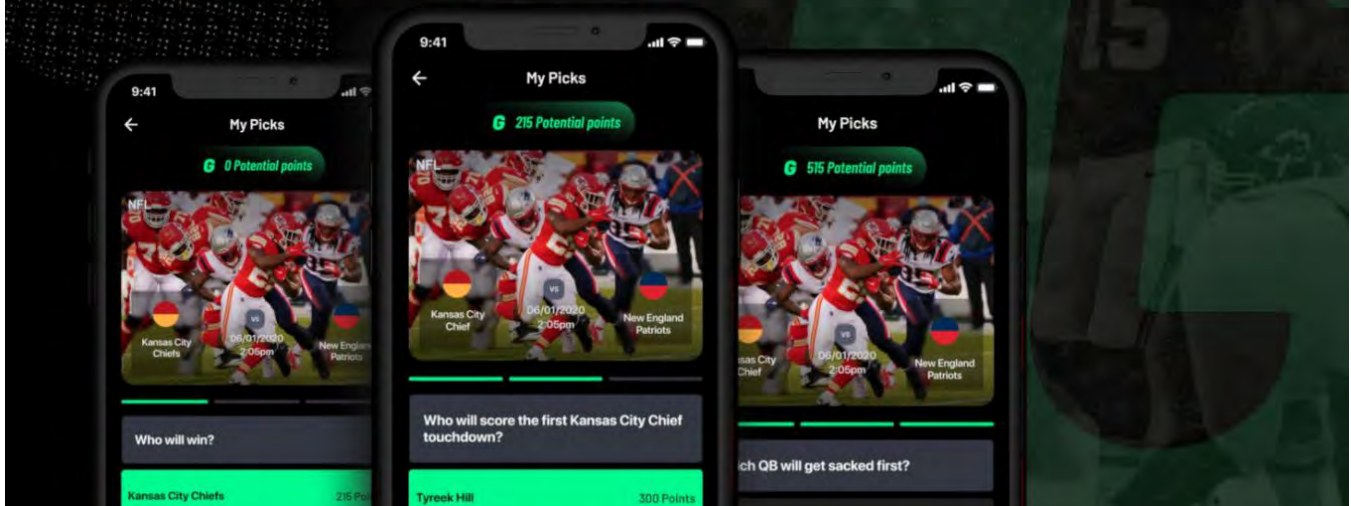 9:41
My Picks
G 0 Potential points
NFL
VS
Kansas City
Chiefs
06/01/2020
2:05pm
New England
Patriots
Who will win?
Kansas City Chiefs
215
9:41
My Picks
G 215 Potential points
NFL
VS
Kansas City
Chief
06/01/2020
2:05pm
New England
Patriots
Who will score the first Kansas City Chief
touchdown?
Tyreek Hill
300 Points
My Picks
G 515 Potential points
VS
City
Chief
06/01/2020
2:05pm
New England
Patriots
QB will get sacked first?
15